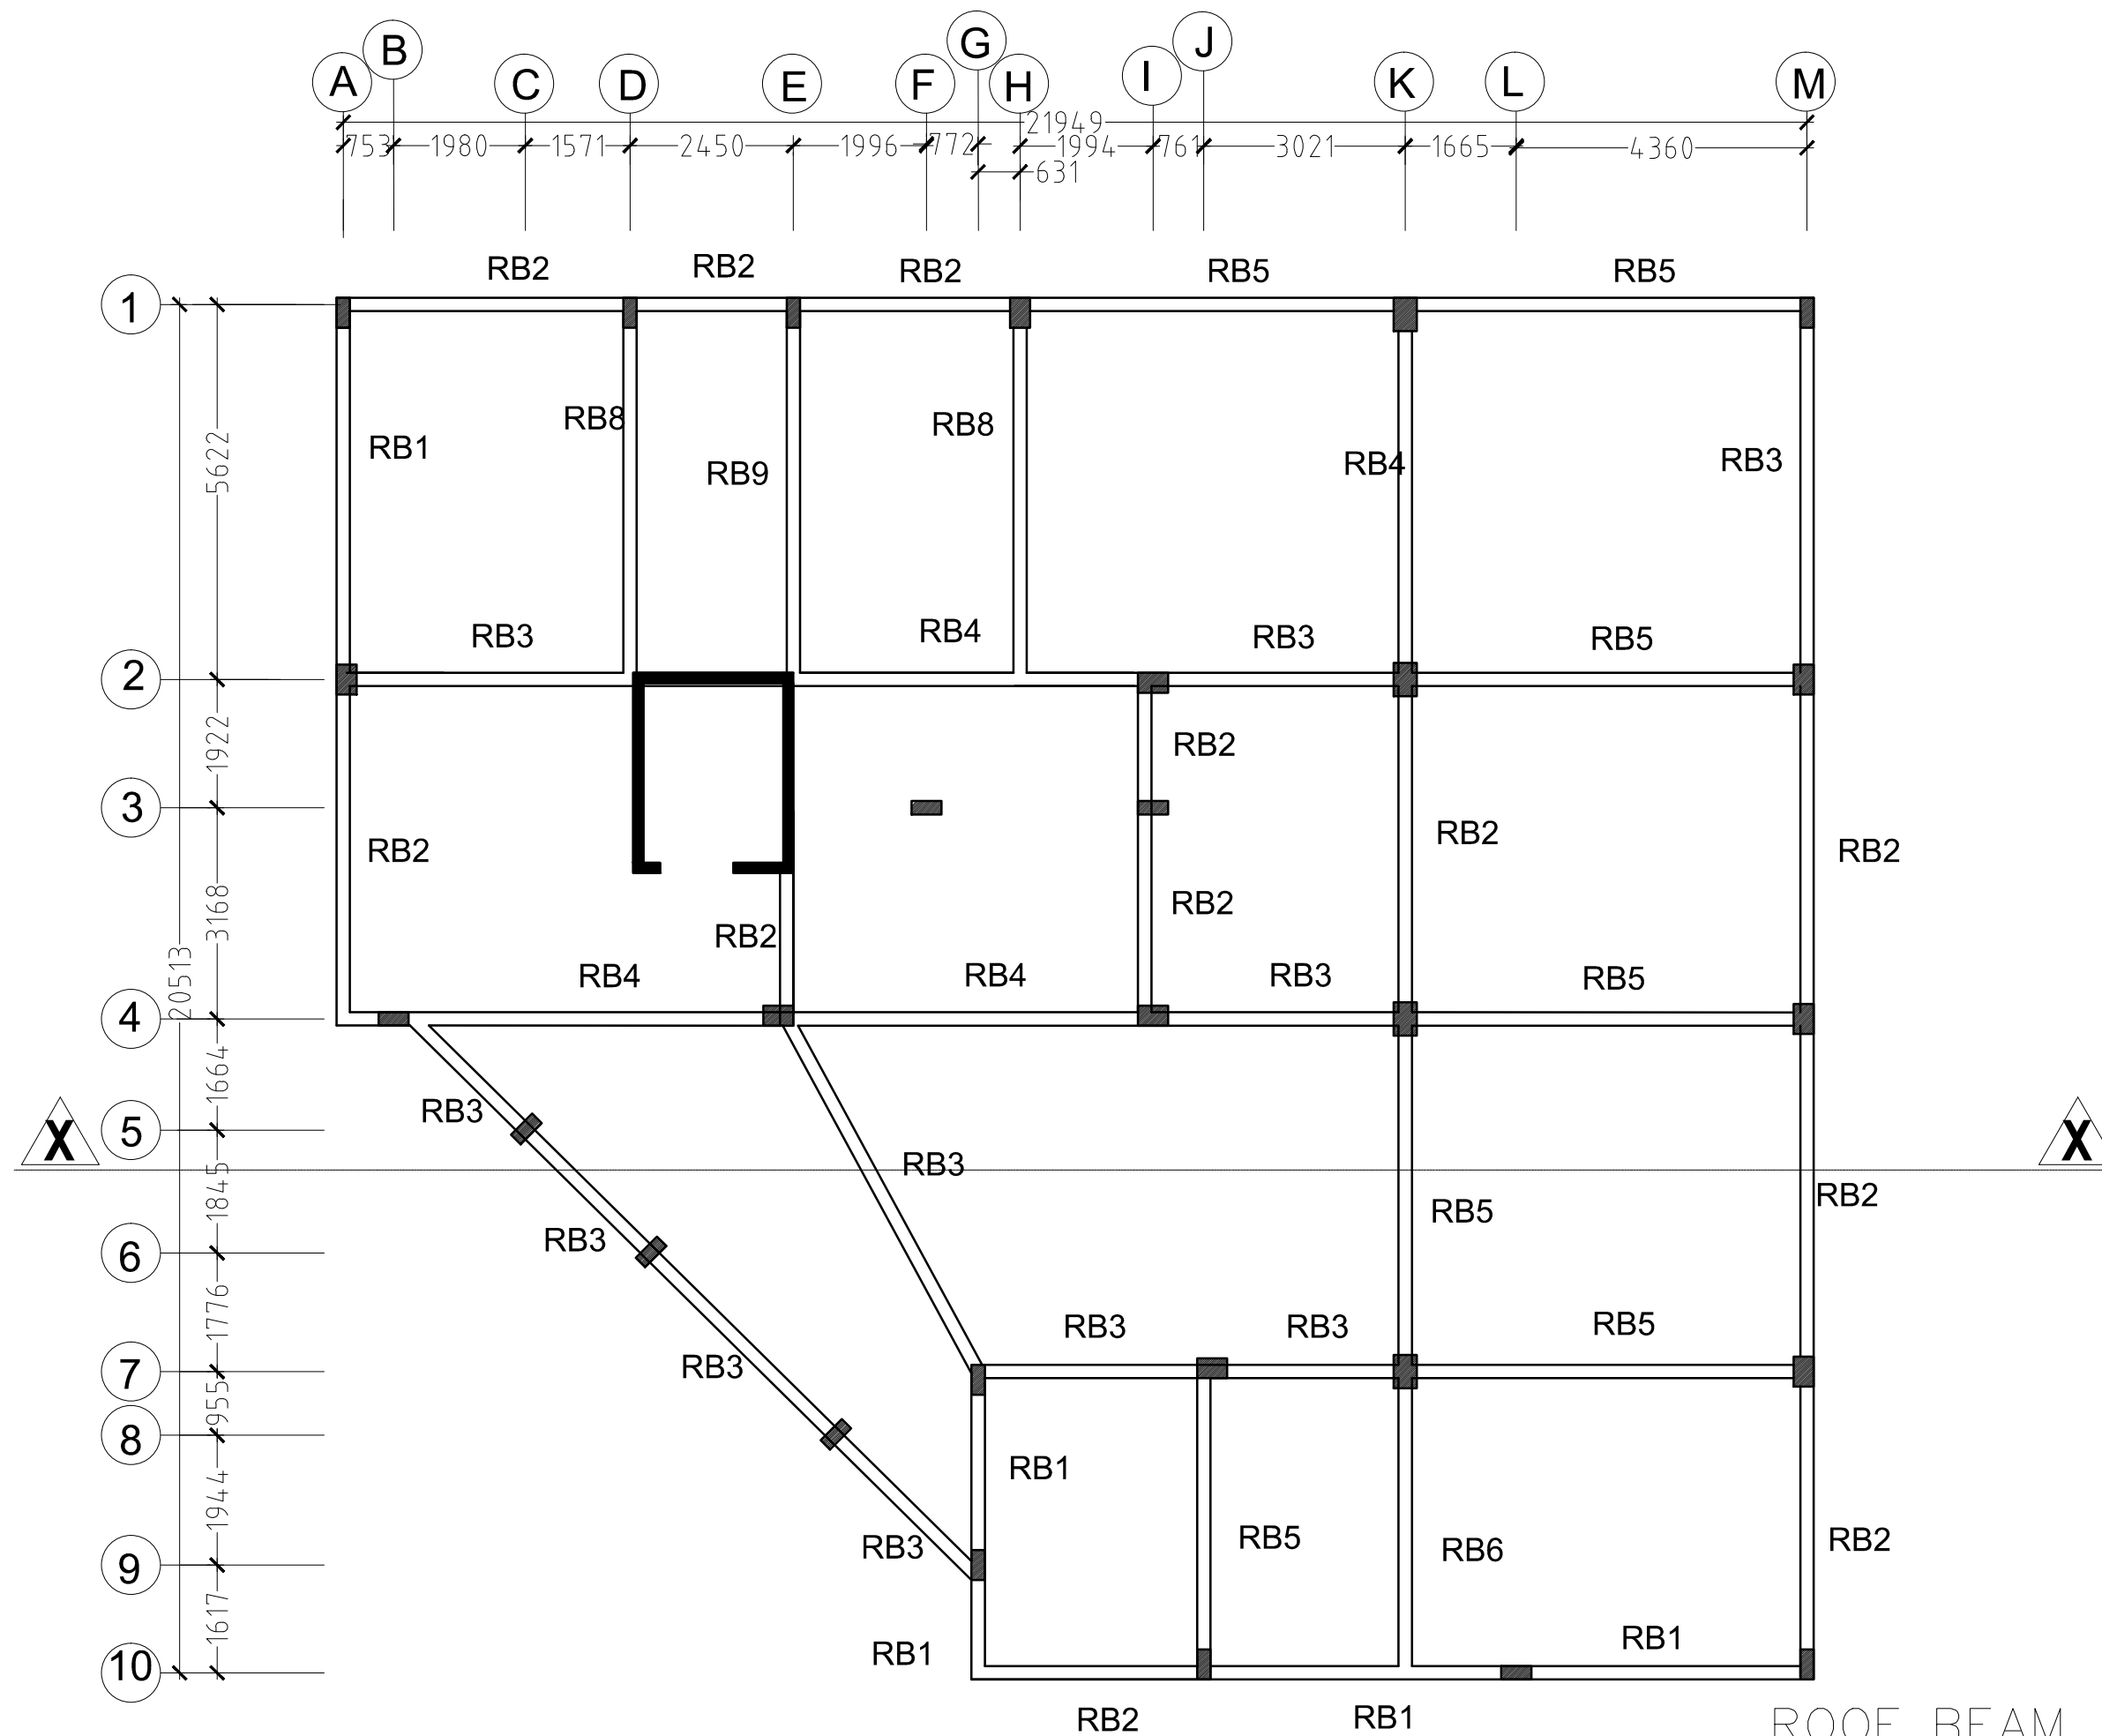 A B C D E F G H I J K L M
21949
753 1980 1571 2450 1996 772 1994 761 3021 1665 4360
631
RB2 RB2 RB2 RB5 RB5
1
RB8 RB8
RB1 RB9 RB4 RB3
5622
RB3 RB4 RB3 RB5
2
1922
RB2
3
RB2 RB2 RB2
3168
RB2
RB2
20513
RB4 RB4 RB3 RB5
4
1664
RB3
5
X X
1845
RB3
RB5 RB2
6
RB3
1776
RB3 RB3 RB5
7
RB3
955
8
RB1
1944
RB3 RB5 RB6 RB2
9
1617
RB1 RB1
10
RB2 RB1
ROOF BEAM